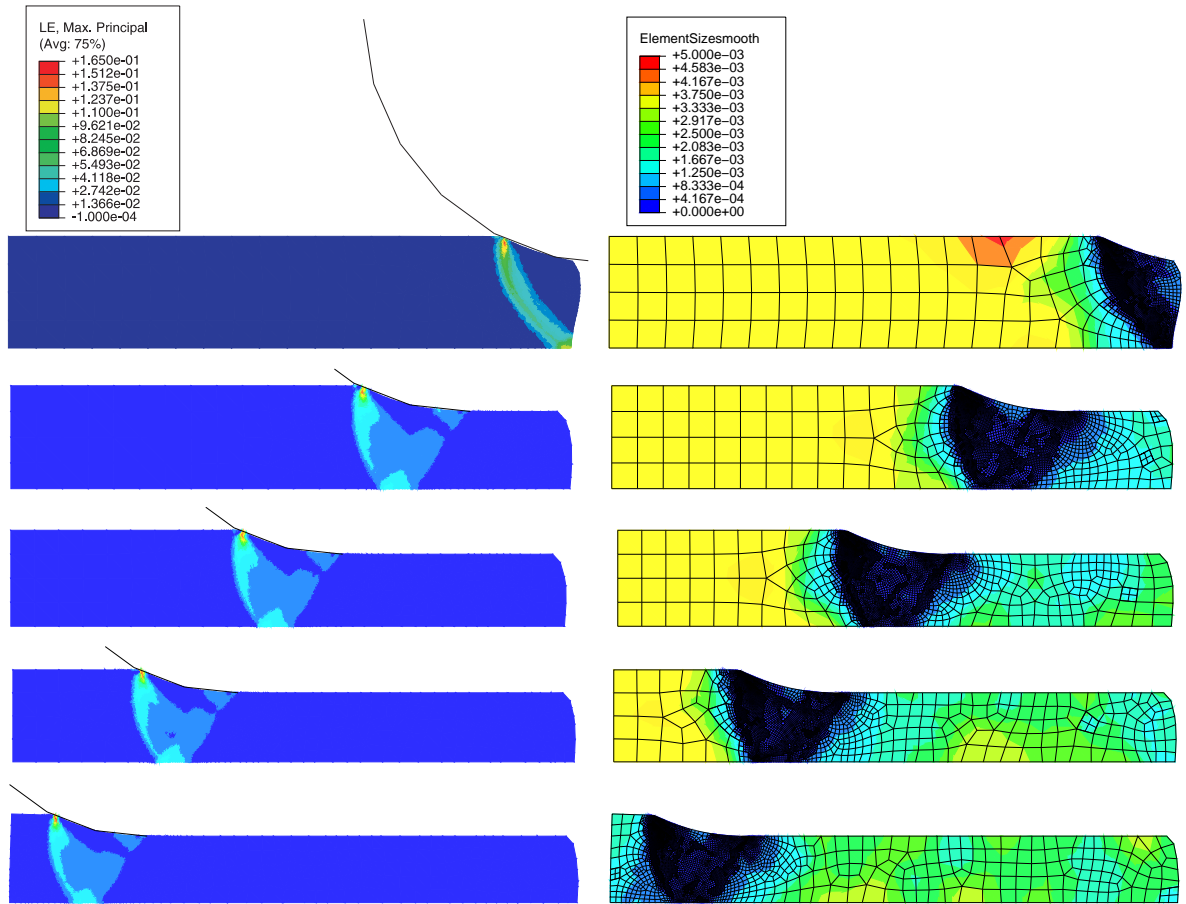 LE, Max. Principal
(Avg: 75%)
+1.650e-01
+1.512e-01
+1.375e-01
+1.237e-01
+1.100e-01
+9.621e-02
+8.245e-02
+6.869e-02
+5.493e-02
+4.118e-02
+2.742e-02
+1.366e-02
-1.000e-04
ElementSizesmooth
+5.000e−03
+4.583e−03
+4.167e−03
+3.750e−03
+3.333e−03
+2.917e−03
+2.500e−03
+2.083e−03
+1.667e−03
+1.250e−03
+8.333e−04
+4.167e−04
+0.000e+00